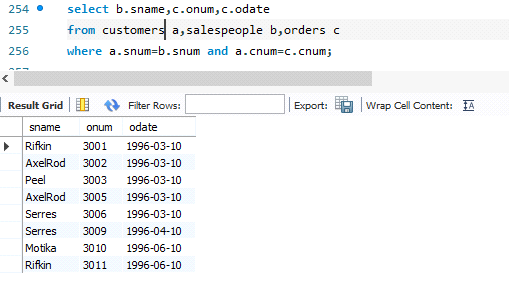 254 select b.sname,c.onum,c.odate
255 from customers a,salespeople b,orders c
256 where a.snum=b.snum and a.cnum=c.cnum;
Result Grid Filter Rows: Export: Wrap Cell Content: IA
sname onum odate
Rifkin 3001 1996-03-10
AxelRod 3002 1996-03-10
Peel 3003 1996-03-10
AxelRod 3005 1996-03-10
Serres 3006 1996-03-10
Serres 3009 1996-04-10
Motika 3010 1996-06-10
Rifkin 3011 1996-06-10